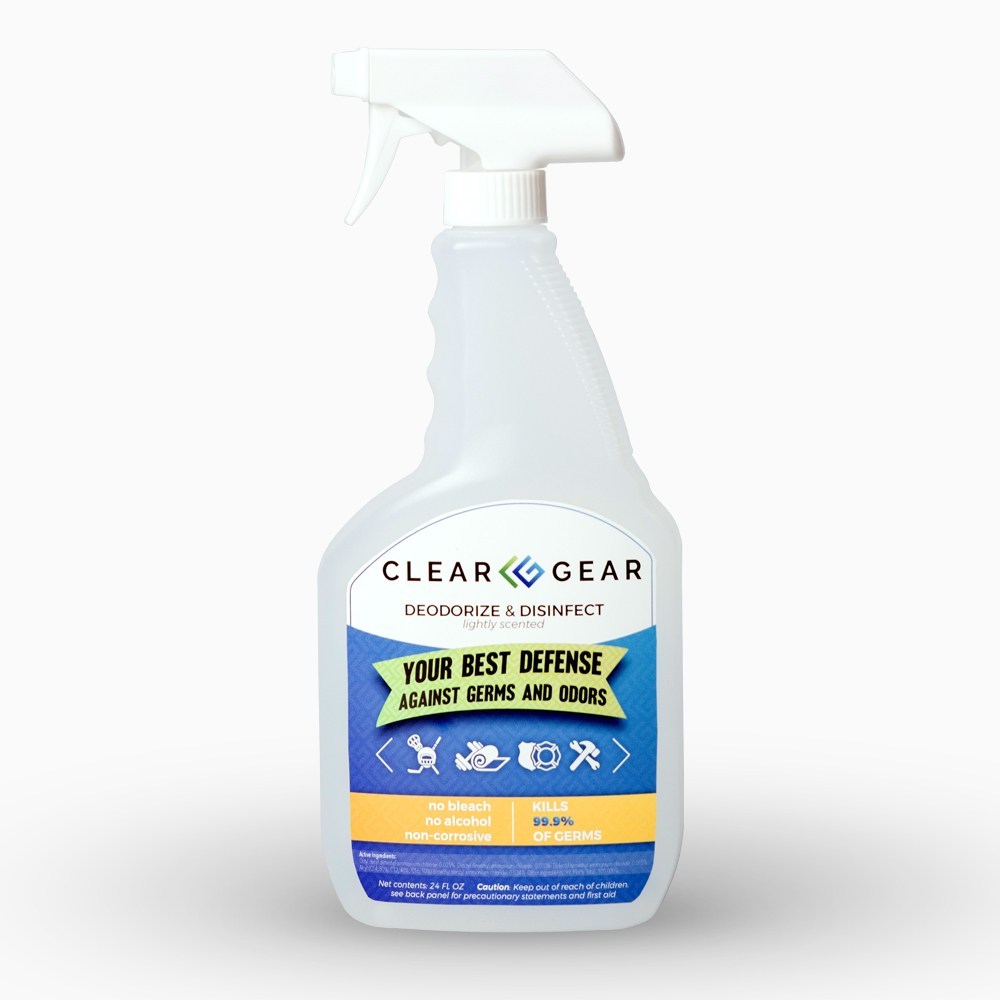 CLEAR GEAR
DEODORIZE & DISINFECT
lightly scented
YOUR BEST DEFENSE
AGAINST GERMS AND ODORS
no bleach
no alcohol
non-corrosive
KILLS
99.9%
OF GERMS
Active Ingredients:
Net contents: 24 FL OZ Caution: Keep out of reach of children.
see back panel for precautionary statements and first aid